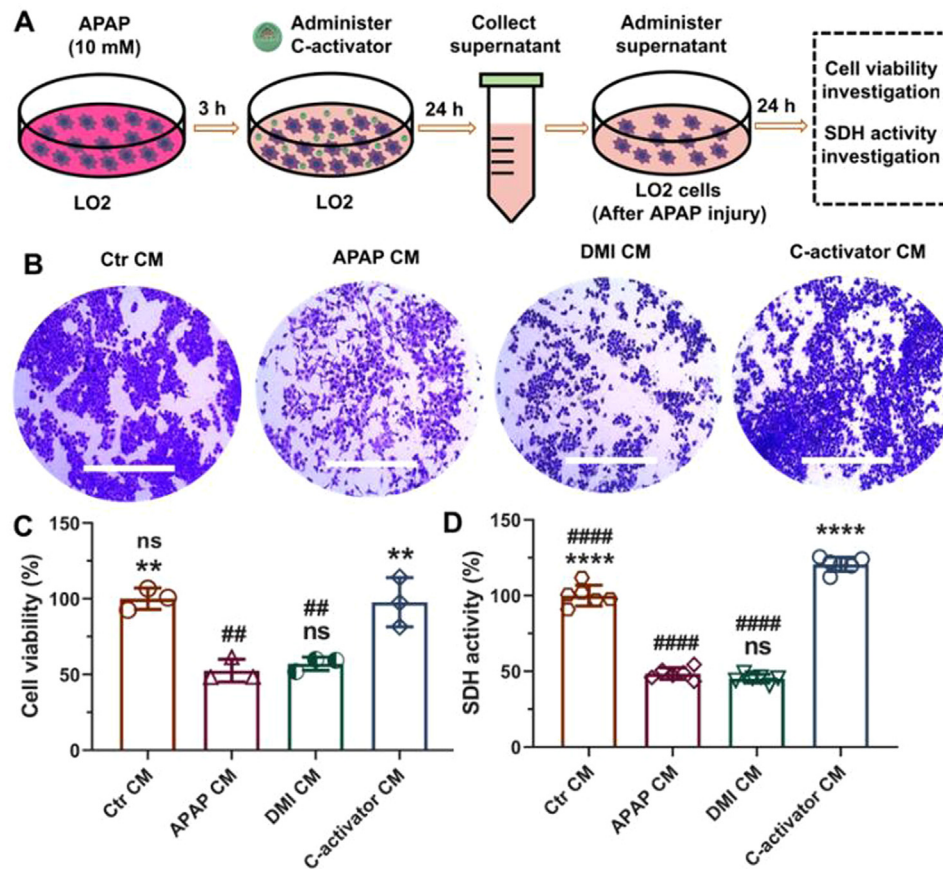 A
APAP
(10 mM)
LO2
3 h
Administer
C-activator
LO2
24 h
Collect
supernatant
Administer
supernatant
LO2 cells
(After APAP injury)
24 h
Cell viability
investigation
SDH activity
investigation
B
Ctr CM
APAP CM
DMI CM
C-activator CM
C
Cell viability (%)
150
100
50
0
ns
**
##
##
ns
**
Ctr CM
APAP CM
DMI CM
C-activator CM
D
SDH activity (%)
150
100
50
0
####
****
####
####
ns
****
Ctr CM
APAP CM
DMI CM
C-activator CM